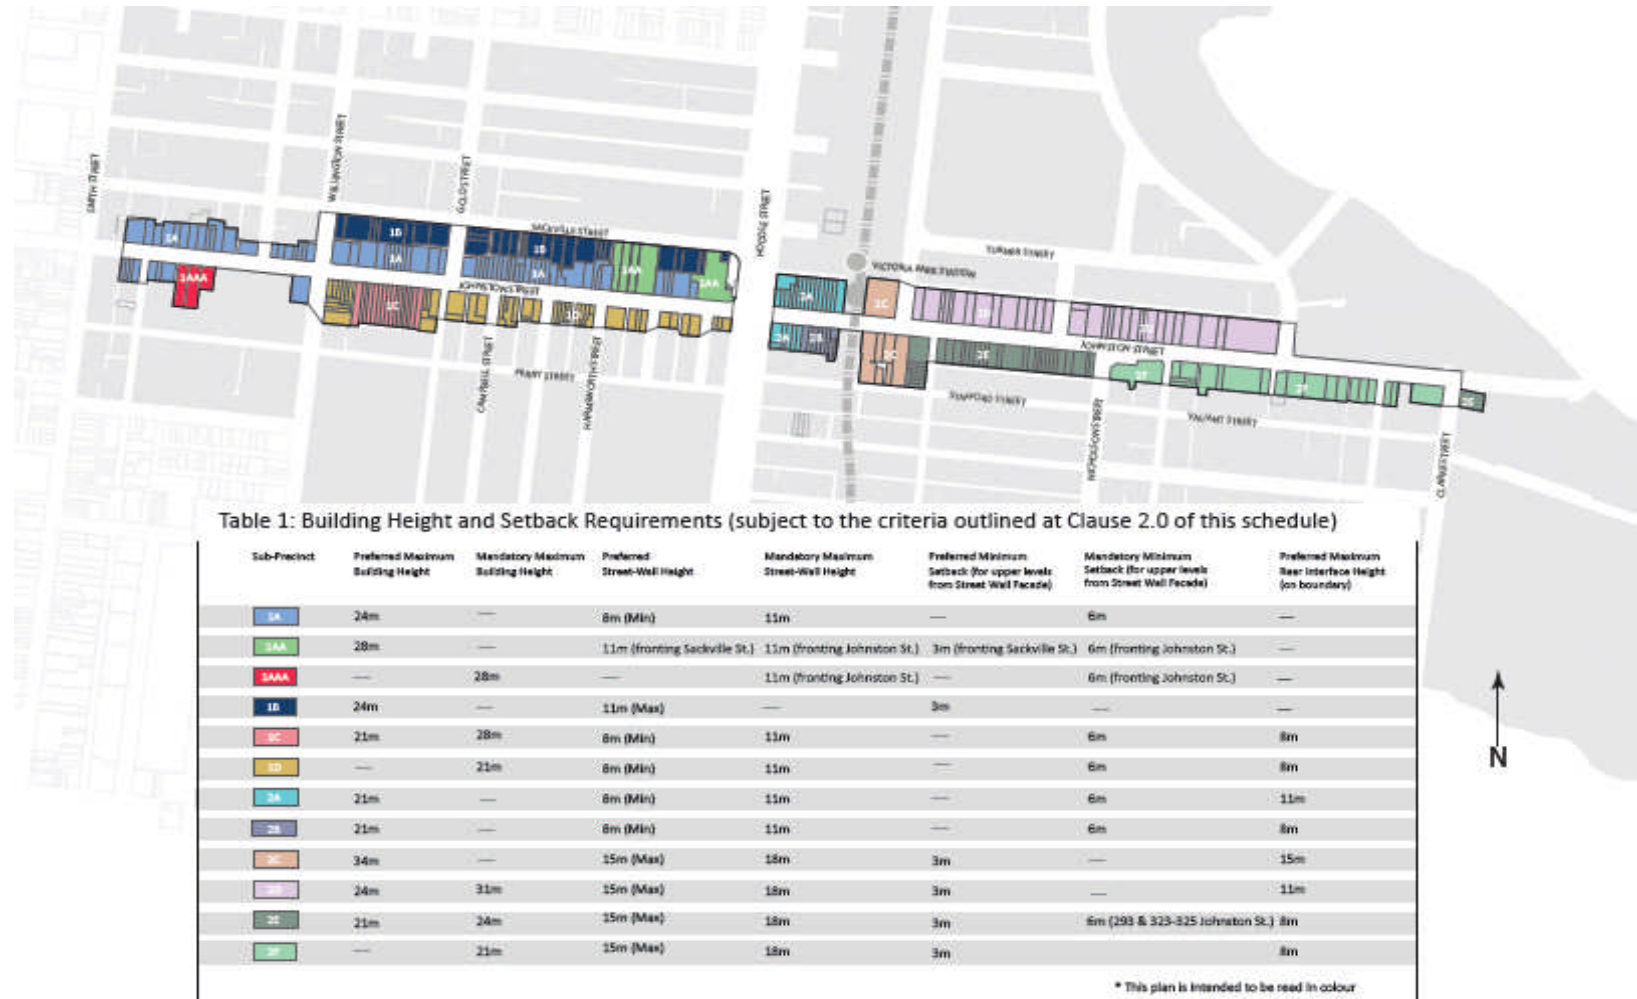 SMITH STREET
WELLINGTON STREET
GOLD STREET
SACKVILLE STREET
HODDLE STREET
1A
1B
1A
1B
1A
1AA
1AA
1AAA
JOHNSTON STREET
1C
1D
CAMPBELL STREET
PERRY STREET
HARMSWORTH STREET
VICTORIA PARK STATION
TURNER STREET
2A
2A
2B
2C
2C
2D
2D
JOHNSTON STREET
2E
2F
2F
2E
STAFFORD STREET
NICHOLSON STREET
VALIANT STREET
CLARKE STREET
N
Table 1: Building Height and Setback Requirements (subject to the criteria outlined at Clause 2.0 of this schedule)
Sub-Precinct Preferred Maximum Building Height Mandatory Maximum Building Height Preferred Street-Wall Height Mandatory Maximum Street-Wall Height Preferred Minimum Setback (for upper levels from Street Wall Facade) Mandatory Minimum Setback (for upper levels from Street Wall Facade) Preferred Maximum Rear Interface Height (on boundary)
1A 24m — 8m (Min) 11m — 6m —
1AA 28m — 11m (fronting Sackville St.) 11m (fronting Johnston St.) 3m (fronting Sackville St.) 6m (fronting Johnston St.) —
1AAA — 28m — 11m (fronting Johnston St.) — 6m (fronting Johnston St.) —
1B 24m — 11m (Max) — 3m — —
1C 21m 28m 8m (Min) 11m — 6m 8m
1D — 21m 8m (Min) 11m — 6m 8m
2A 21m — 8m (Min) 11m — 6m 11m
2B 21m — 8m (Min) 11m — 6m 8m
2C 34m — 15m (Max) 18m 3m — 15m
2D 24m 31m 15m (Max) 18m 3m — 11m
2E 21m 24m 15m (Max) 18m 3m 6m (293 & 323-325 Johnston St.) 8m
2F — 21m 15m (Max) 18m 3m 8m
* This plan is intended to be read in colour